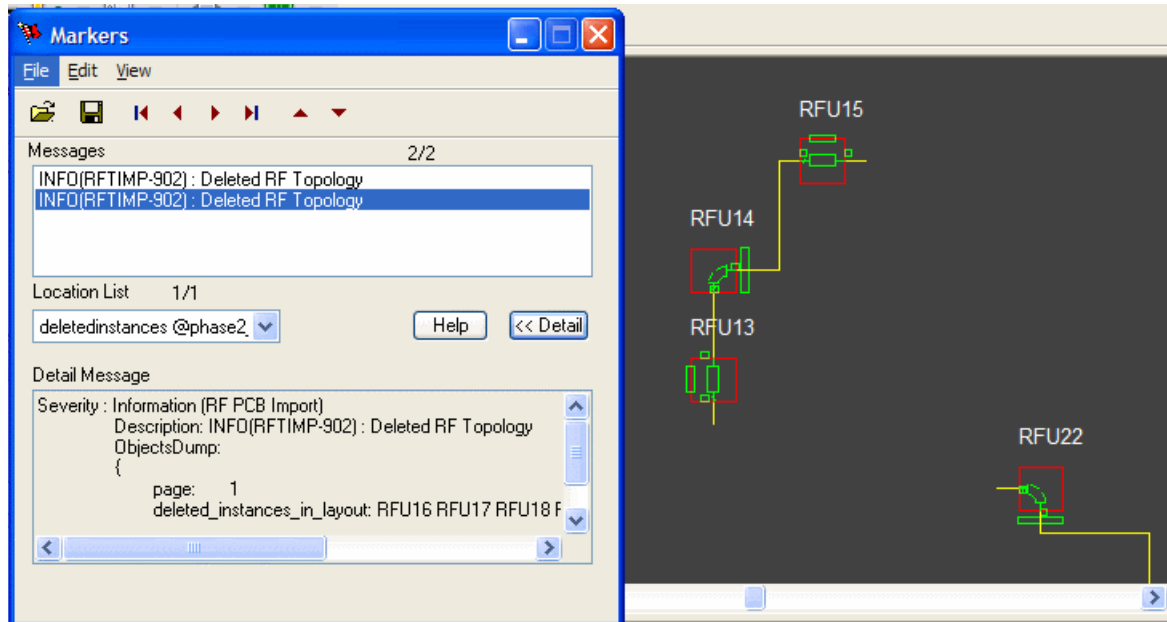 Markers
File Edit View
Messages 2/2
INFO(RFTIMP-902) : Deleted RF Topology
INFO(RFTIMP-902) : Deleted RF Topology
Location List 1/1
deletedinstances @phase2_
Help << Detail
Detail Message
Severity : Information (RF PCB Import)
Description: INFO(RFTIMP-902) : Deleted RF Topology
ObjectsDump:
{
page: 1
deleted_instances_in_layout: RFU16 RFU17 RFU18 F
RFU15
RFU14
RFU13
RFU22